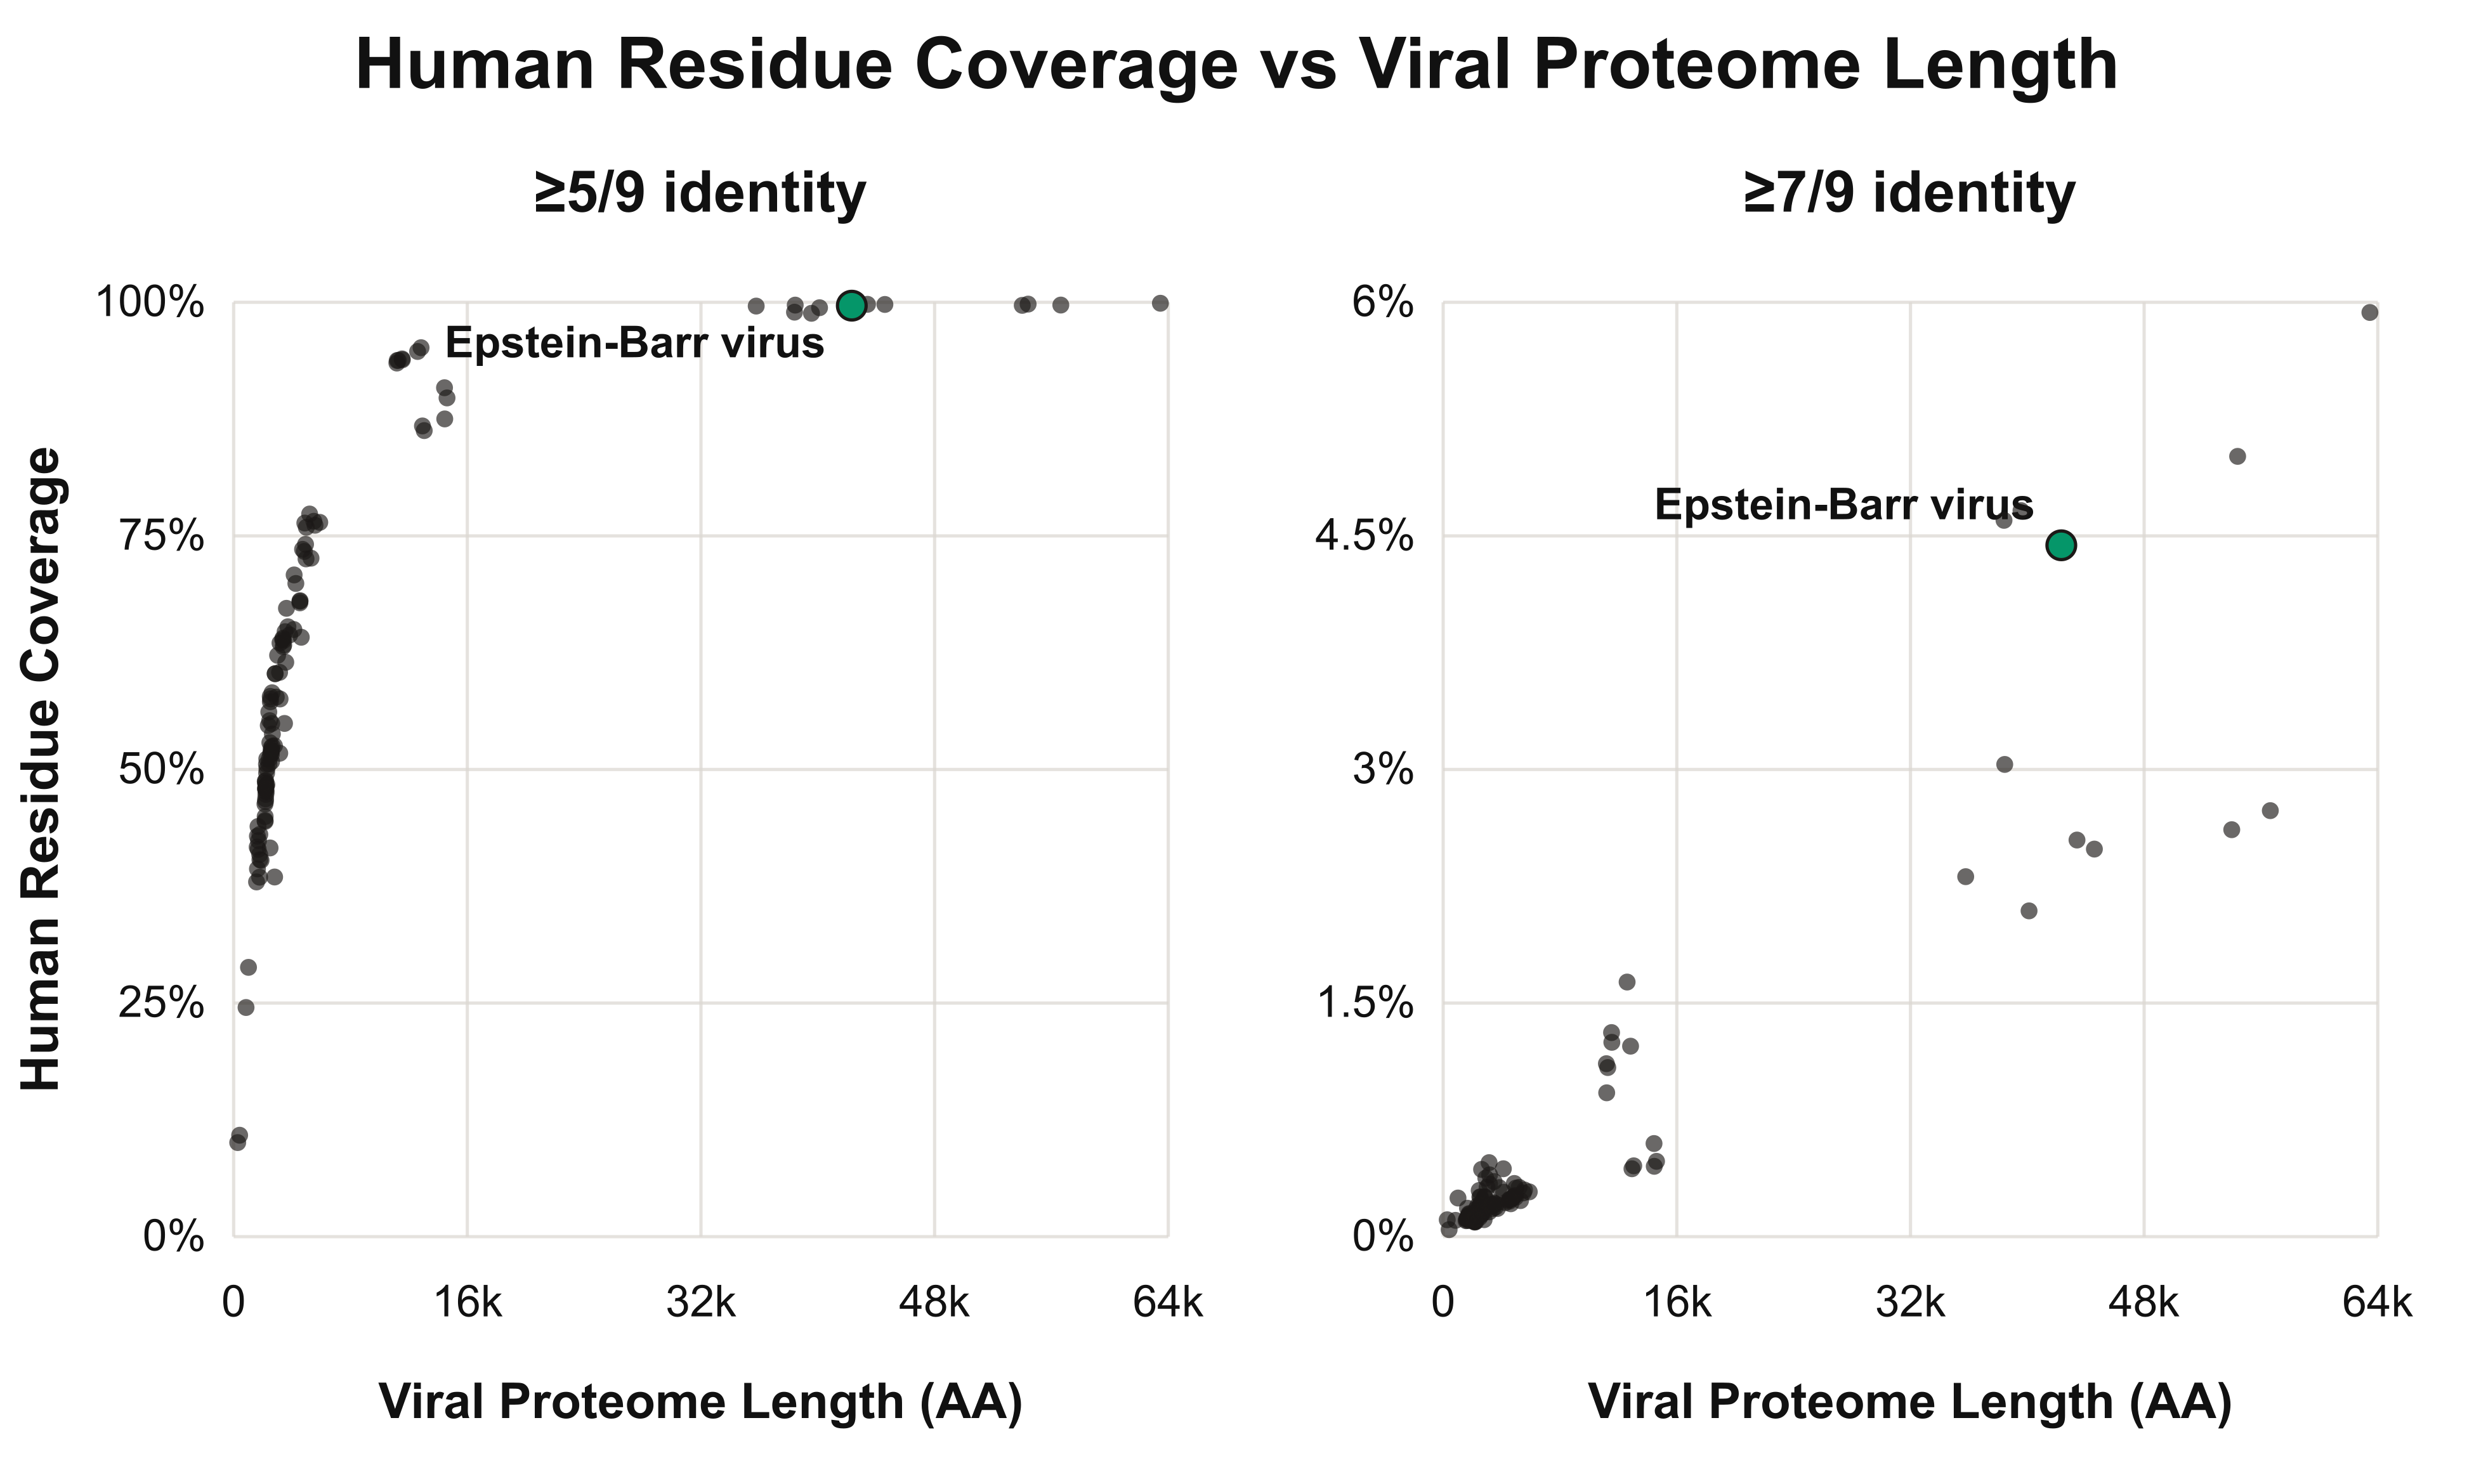 Human Residue Coverage vs Viral Proteome Length
≥5/9 identity
≥7/9 identity
Human Residue Coverage
100%
75%
50%
25%
0%
Epstein-Barr virus
0
16k
32k
48k
64k
Viral Proteome Length (AA)
6%
4.5%
3%
1.5%
0%
Epstein-Barr virus
0
16k
32k
48k
64k
Viral Proteome Length (AA)